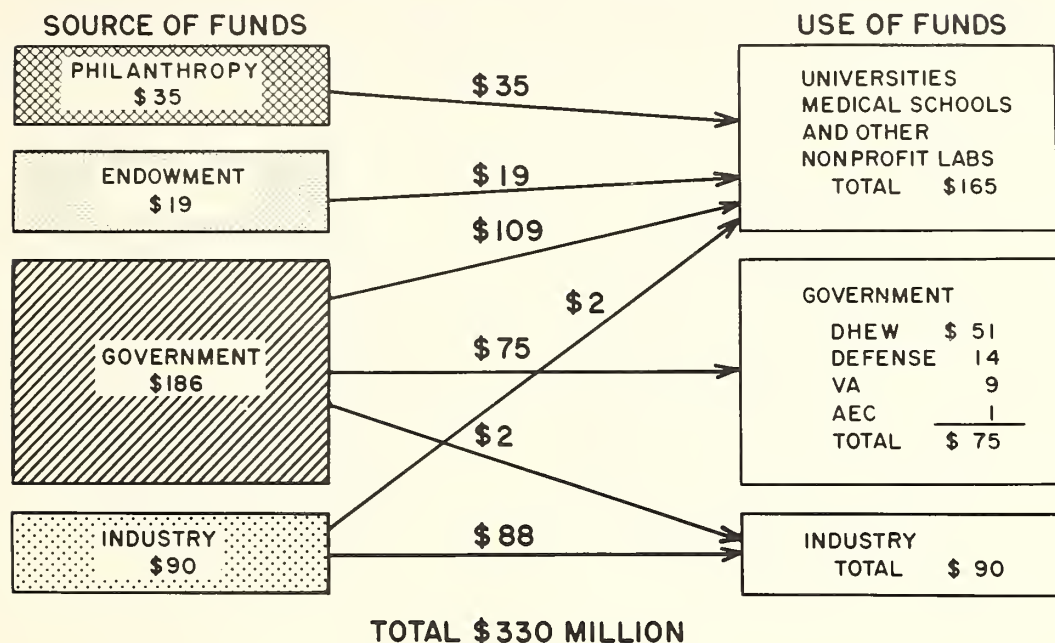 SOURCE OF FUNDS
PHILANTHROPY
$ 35
ENDOWMENT
$ 19
GOVERNMENT
$186
INDUSTRY
$ 90
$ 35
$ 19
$109
$ 2
$ 75
$ 2
$ 88
USE OF FUNDS
UNIVERSITIES
MEDICAL SCHOOLS
AND OTHER
NONPROFIT LABS
TOTAL $165
GOVERNMENT
DHEW $ 51
DEFENSE 14
VA 9
AEC 1
TOTAL $ 75
INDUSTRY
TOTAL $ 90
TOTAL $330 MILLION